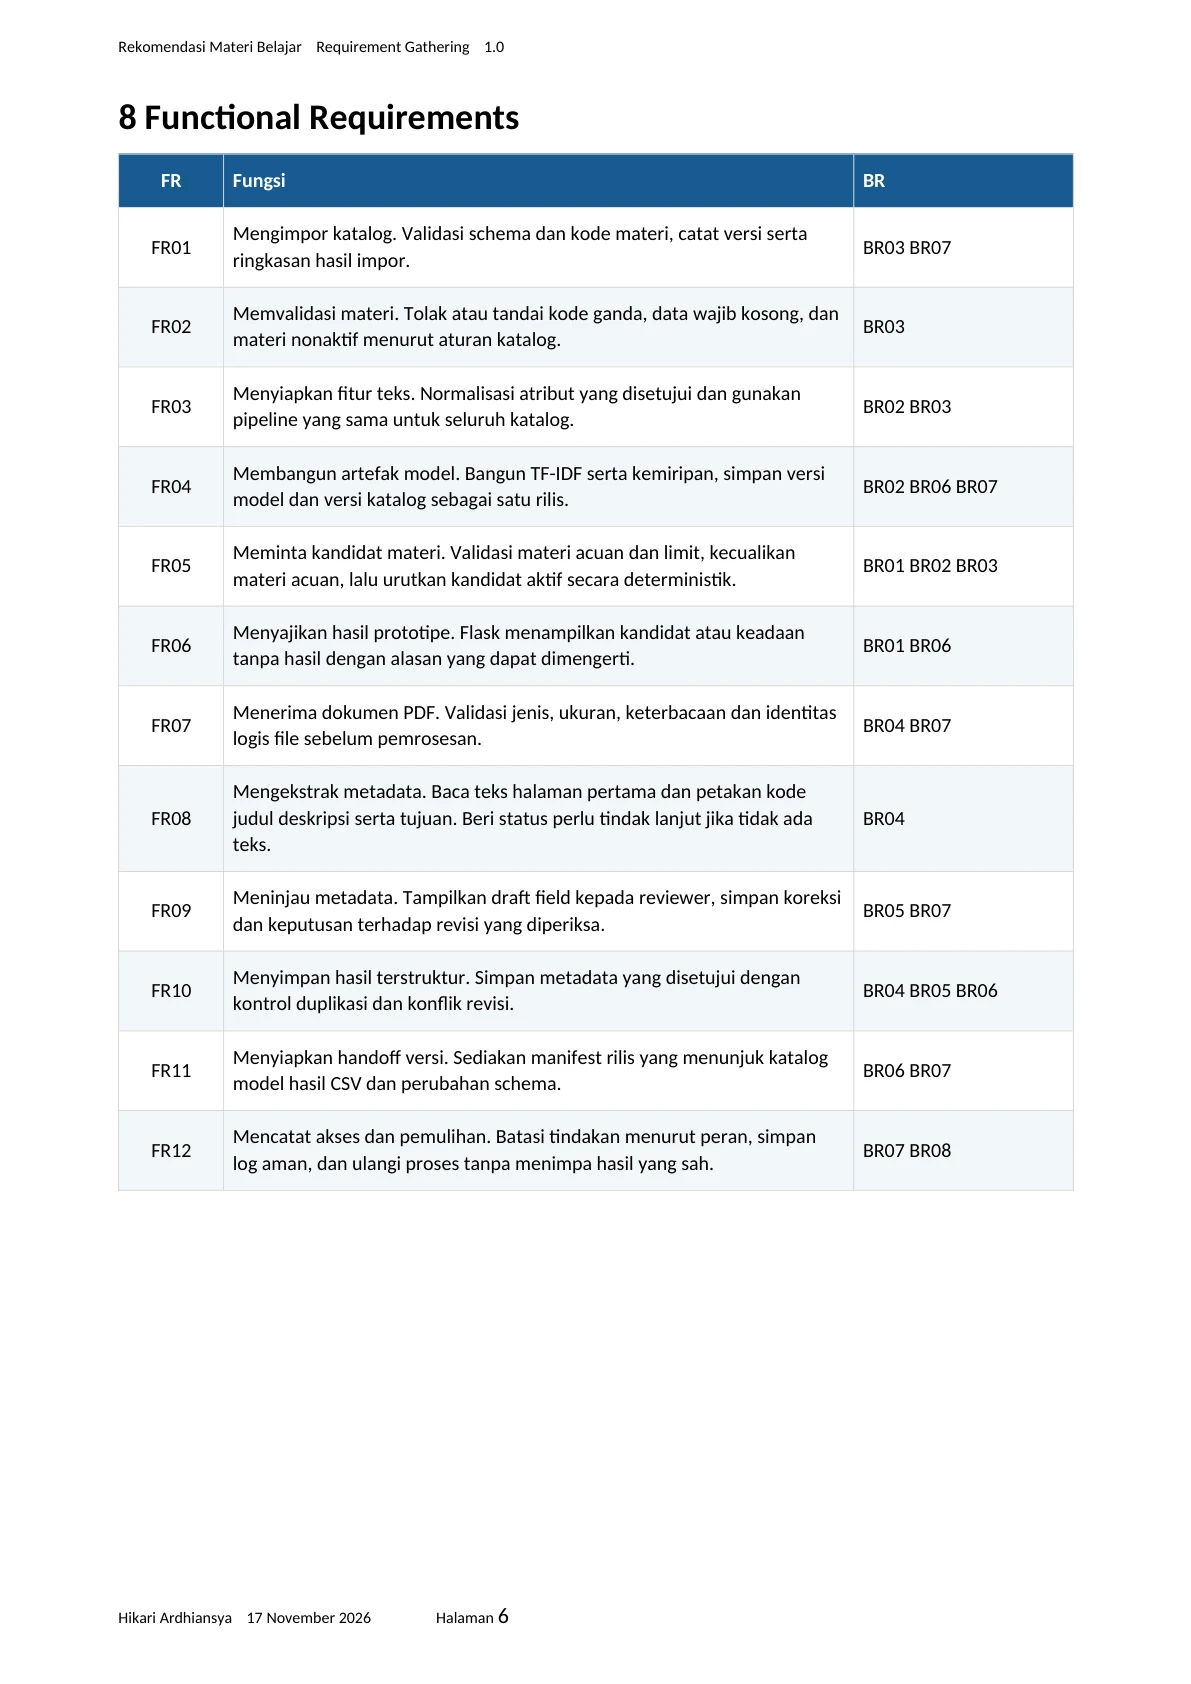 Rekomendasi Materi Belajar Requirement Gathering 1.0
8 Functional Requirements
FR Fungsi BR
FR01 Mengimpor katalog. Validasi schema dan kode materi, catat versi serta ringkasan hasil impor. BR03 BR07
FR02 Memvalidasi materi. Tolak atau tandai kode ganda, data wajib kosong, dan materi nonaktif menurut aturan katalog. BR03
FR03 Menyiapkan fitur teks. Normalisasi atribut yang disetujui dan gunakan pipeline yang sama untuk seluruh katalog. BR02 BR03
FR04 Membangun artefak model. Bangun TF-IDF serta kemiripan, simpan versi model dan versi katalog sebagai satu rilis. BR02 BR06 BR07
FR05 Meminta kandidat materi. Validasi materi acuan dan limit, kecualikan materi acuan, lalu urutkan kandidat aktif secara deterministik. BR01 BR02 BR03
FR06 Menyajikan hasil prototipe. Flask menampilkan kandidat atau keadaan tanpa hasil dengan alasan yang dapat dimengerti. BR01 BR06
FR07 Menerima dokumen PDF. Validasi jenis, ukuran, keterbacaan dan identitas logis file sebelum pemrosesan. BR04 BR07
FR08 Mengekstrak metadata. Baca teks halaman pertama dan petakan kode judul deskripsi serta tujuan. Beri status perlu tindak lanjut jika tidak ada teks. BR04
FR09 Meninjau metadata. Tampilkan draft field kepada reviewer, simpan koreksi dan keputusan terhadap revisi yang diperiksa. BR05 BR07
FR10 Menyimpan hasil terstruktur. Simpan metadata yang disetujui dengan kontrol duplikasi dan konflik revisi. BR04 BR05 BR06
FR11 Menyiapkan handoff versi. Sediakan manifest rilis yang menunjuk katalog model hasil CSV dan perubahan schema. BR06 BR07
FR12 Mencatat akses dan pemulihan. Batasi tindakan menurut peran, simpan log aman, dan ulangi proses tanpa menimpa hasil yang sah. BR07 BR08
Hikari Ardhiansya 17 November 2026 Halaman 6